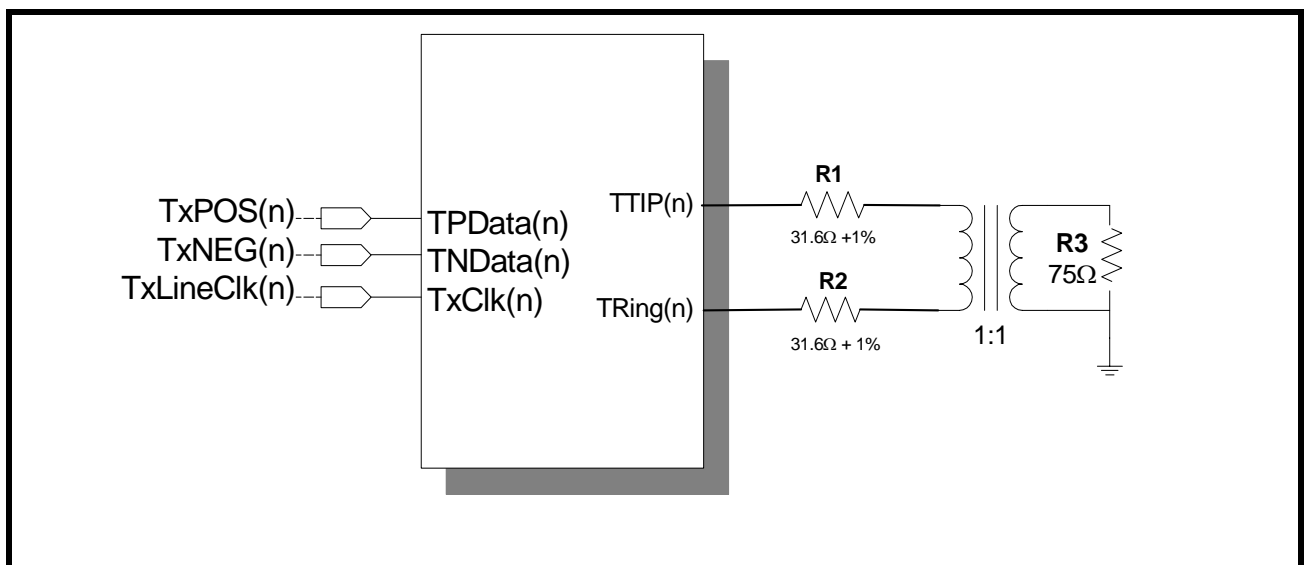 TxPOS(n)
TxNEG(n)
TxLineClk(n)
TPData(n)
TNData(n)
TxClk(n)
TTIP(n)
TRing(n)
R1
31.6Ω +1%
R2
31.6Ω + 1%
1:1
R3
75Ω